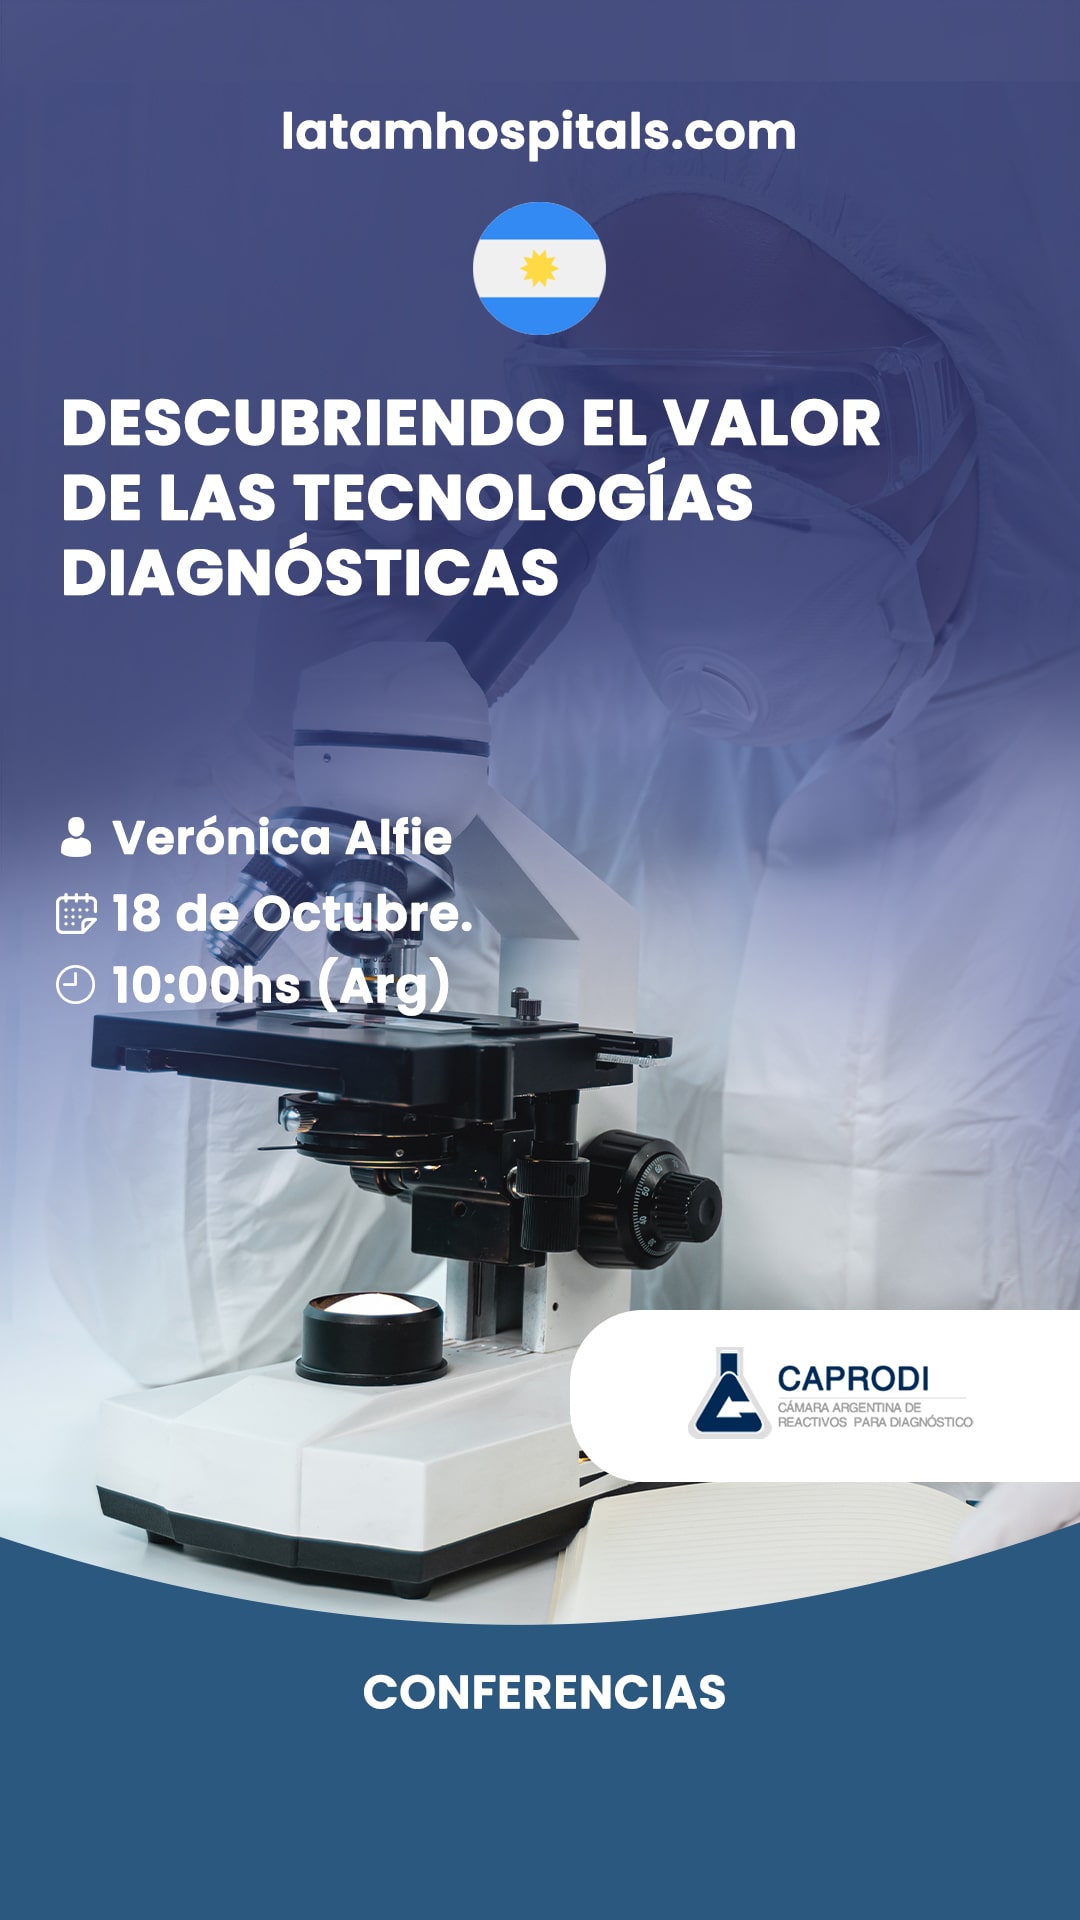 latamhospitals.com
DESCUBRIENDO EL VALOR
DE LAS TECNOLOGÍAS
DIAGNÓSTICAS
Verónica Alfie
18 de Octubre.
10:00hs (Arg)
CAPRODI
CÁMARA ARGENTINA DE
REACTIVOS PARA DIAGNÓSTICO
CONFERENCIAS